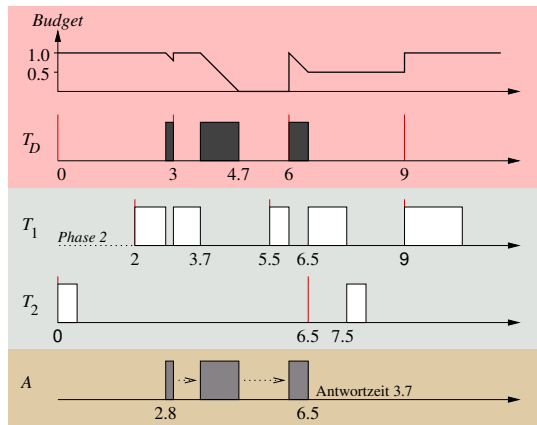 Budget
1.0
0.5
T_D
0 3 4.7 6 9
T_1
Phase 2
2 3.7 5.5 6.5 9
T_2
0 6.5 7.5
A
Antwortzeit 3.7
2.8 6.5